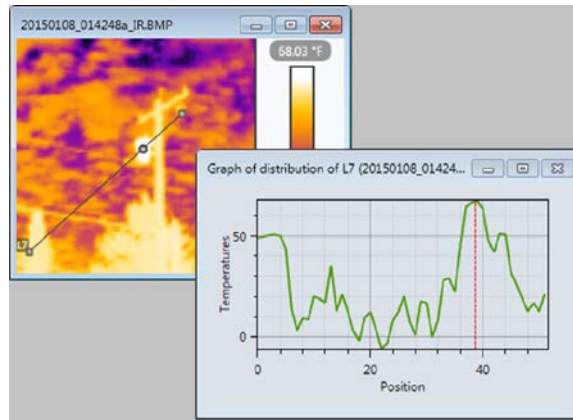 20150108_014248a_IR.BMP
68.03 °F
L7
Graph of distribution of L7 (20150108_01424...
Temperatures
50
0
0
20
40
Position